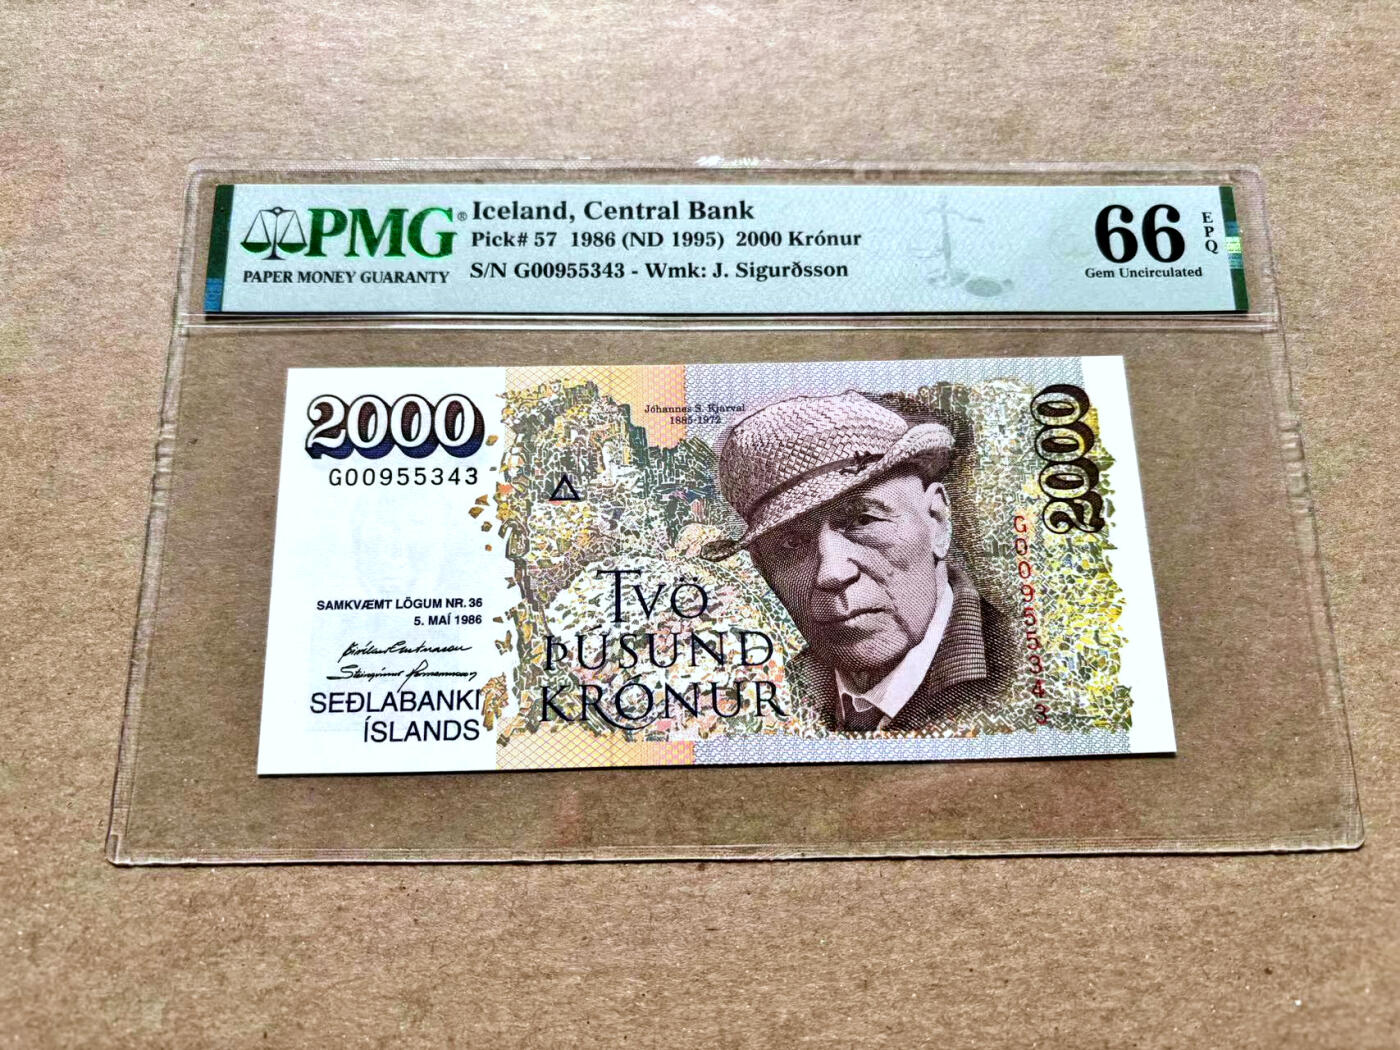 PMG®
PAPER MONEY GUARANTY
Iceland, Central Bank
Pick# 57 1986 (ND 1995) 2000 Krónur
S/N G00955343 - Wmk: J. Sigurðsson
66
EPQ
Gem Uncirculated
2000
G00955343
Jóhannes S. Kjarval
1885-1972
2000
G00955343
SAMKVÆMT LÖGUM NR. 36
5. MAÍ 1986
SEÐLABANKI
ÍSLANDS
TVÖ
ÞÚSUND
KRÓNUR